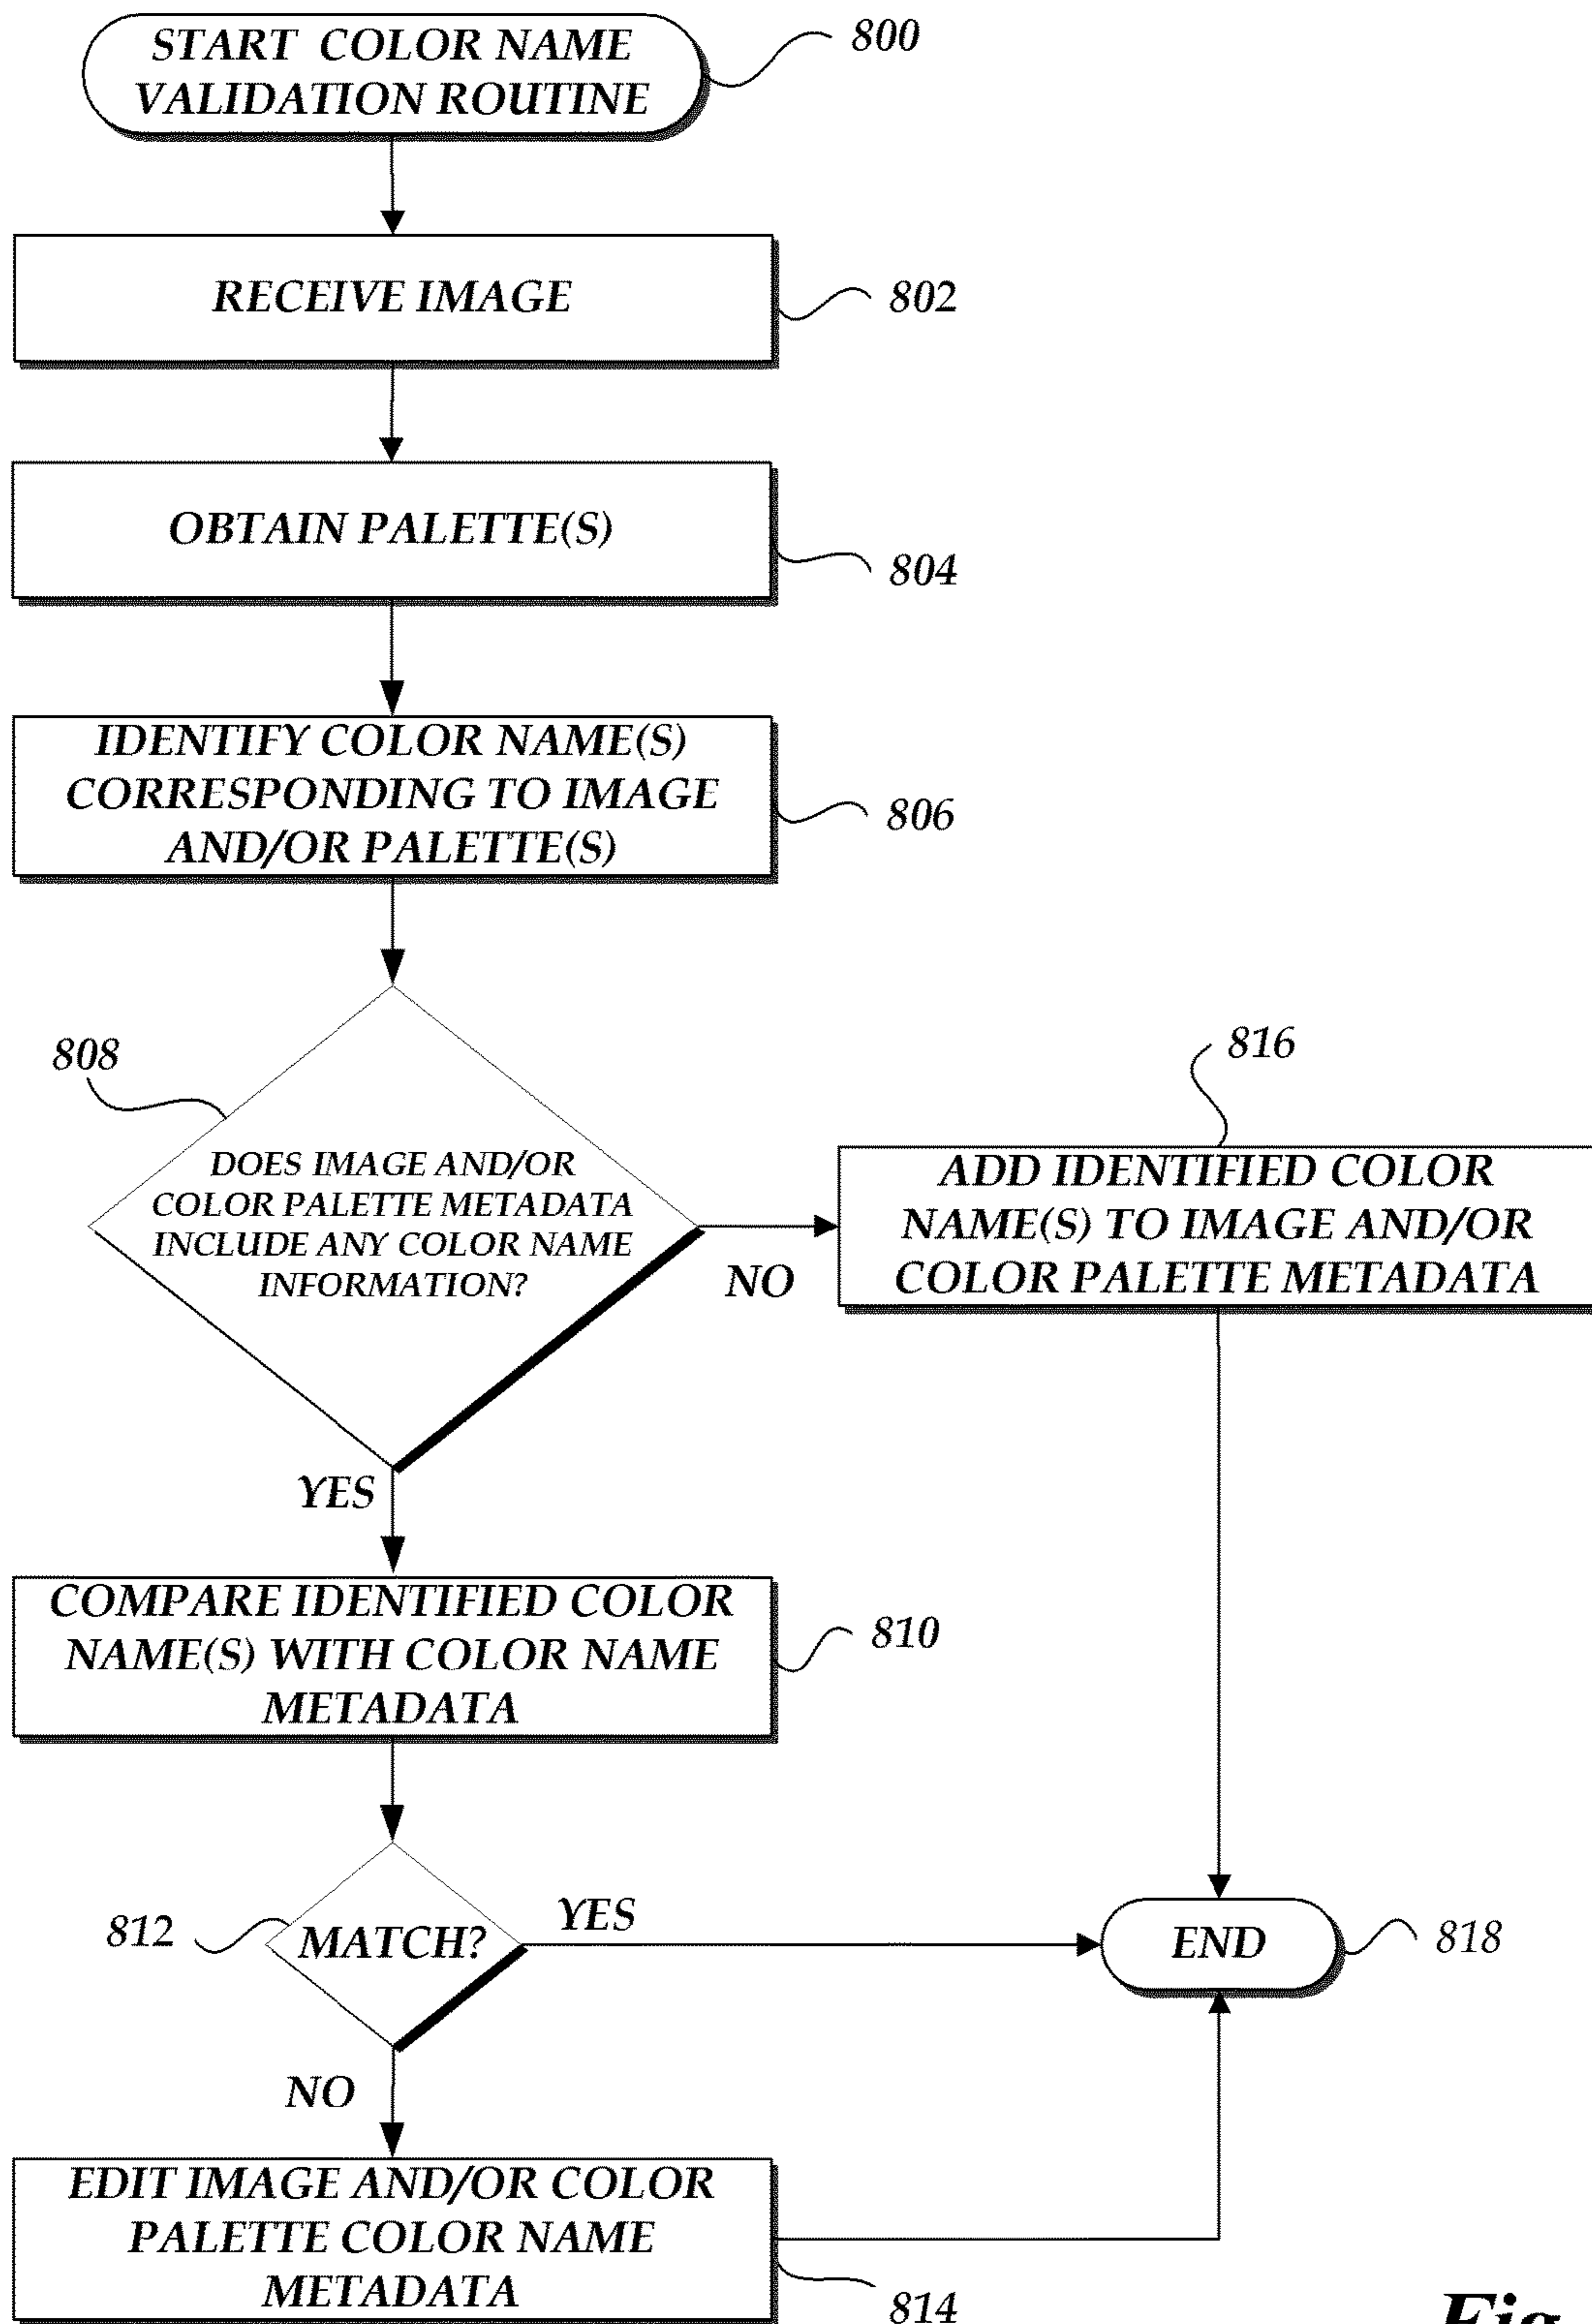 START COLOR NAME
VALIDATION ROUTINE
800
RECEIVE IMAGE
802
OBTAIN PALETTE(S)
804
IDENTIFY COLOR NAME(S)
CORRESPONDING TO IMAGE
AND/OR PALETTE(S)
806
808
DOES IMAGE AND/OR
COLOR PALETTE METADATA
INCLUDE ANY COLOR NAME
INFORMATION?
NO
816
ADD IDENTIFIED COLOR
NAME(S) TO IMAGE AND/OR
COLOR PALETTE METADATA
YES
COMPARE IDENTIFIED COLOR
NAME(S) WITH COLOR NAME
METADATA
810
812
MATCH?
YES
END
818
NO
EDIT IMAGE AND/OR COLOR
PALETTE COLOR NAME
METADATA
814